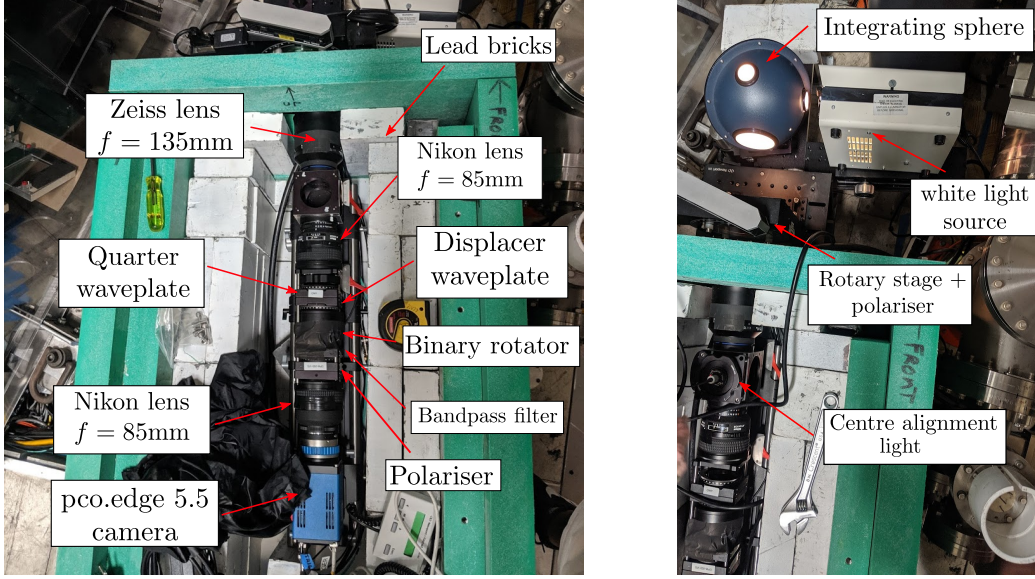 Lead bricks
Zeiss lens
f = 135mm
Nikon lens
f = 85mm
Quarter
waveplate
Displacer
waveplate
Binary rotator
Nikon lens
f = 85mm
Bandpass filter
Polariser
pco.edge 5.5
camera
FRO
Integrating sphere
white light
source
Rotary stage +
polariser
FRONT
Centre alignment
light